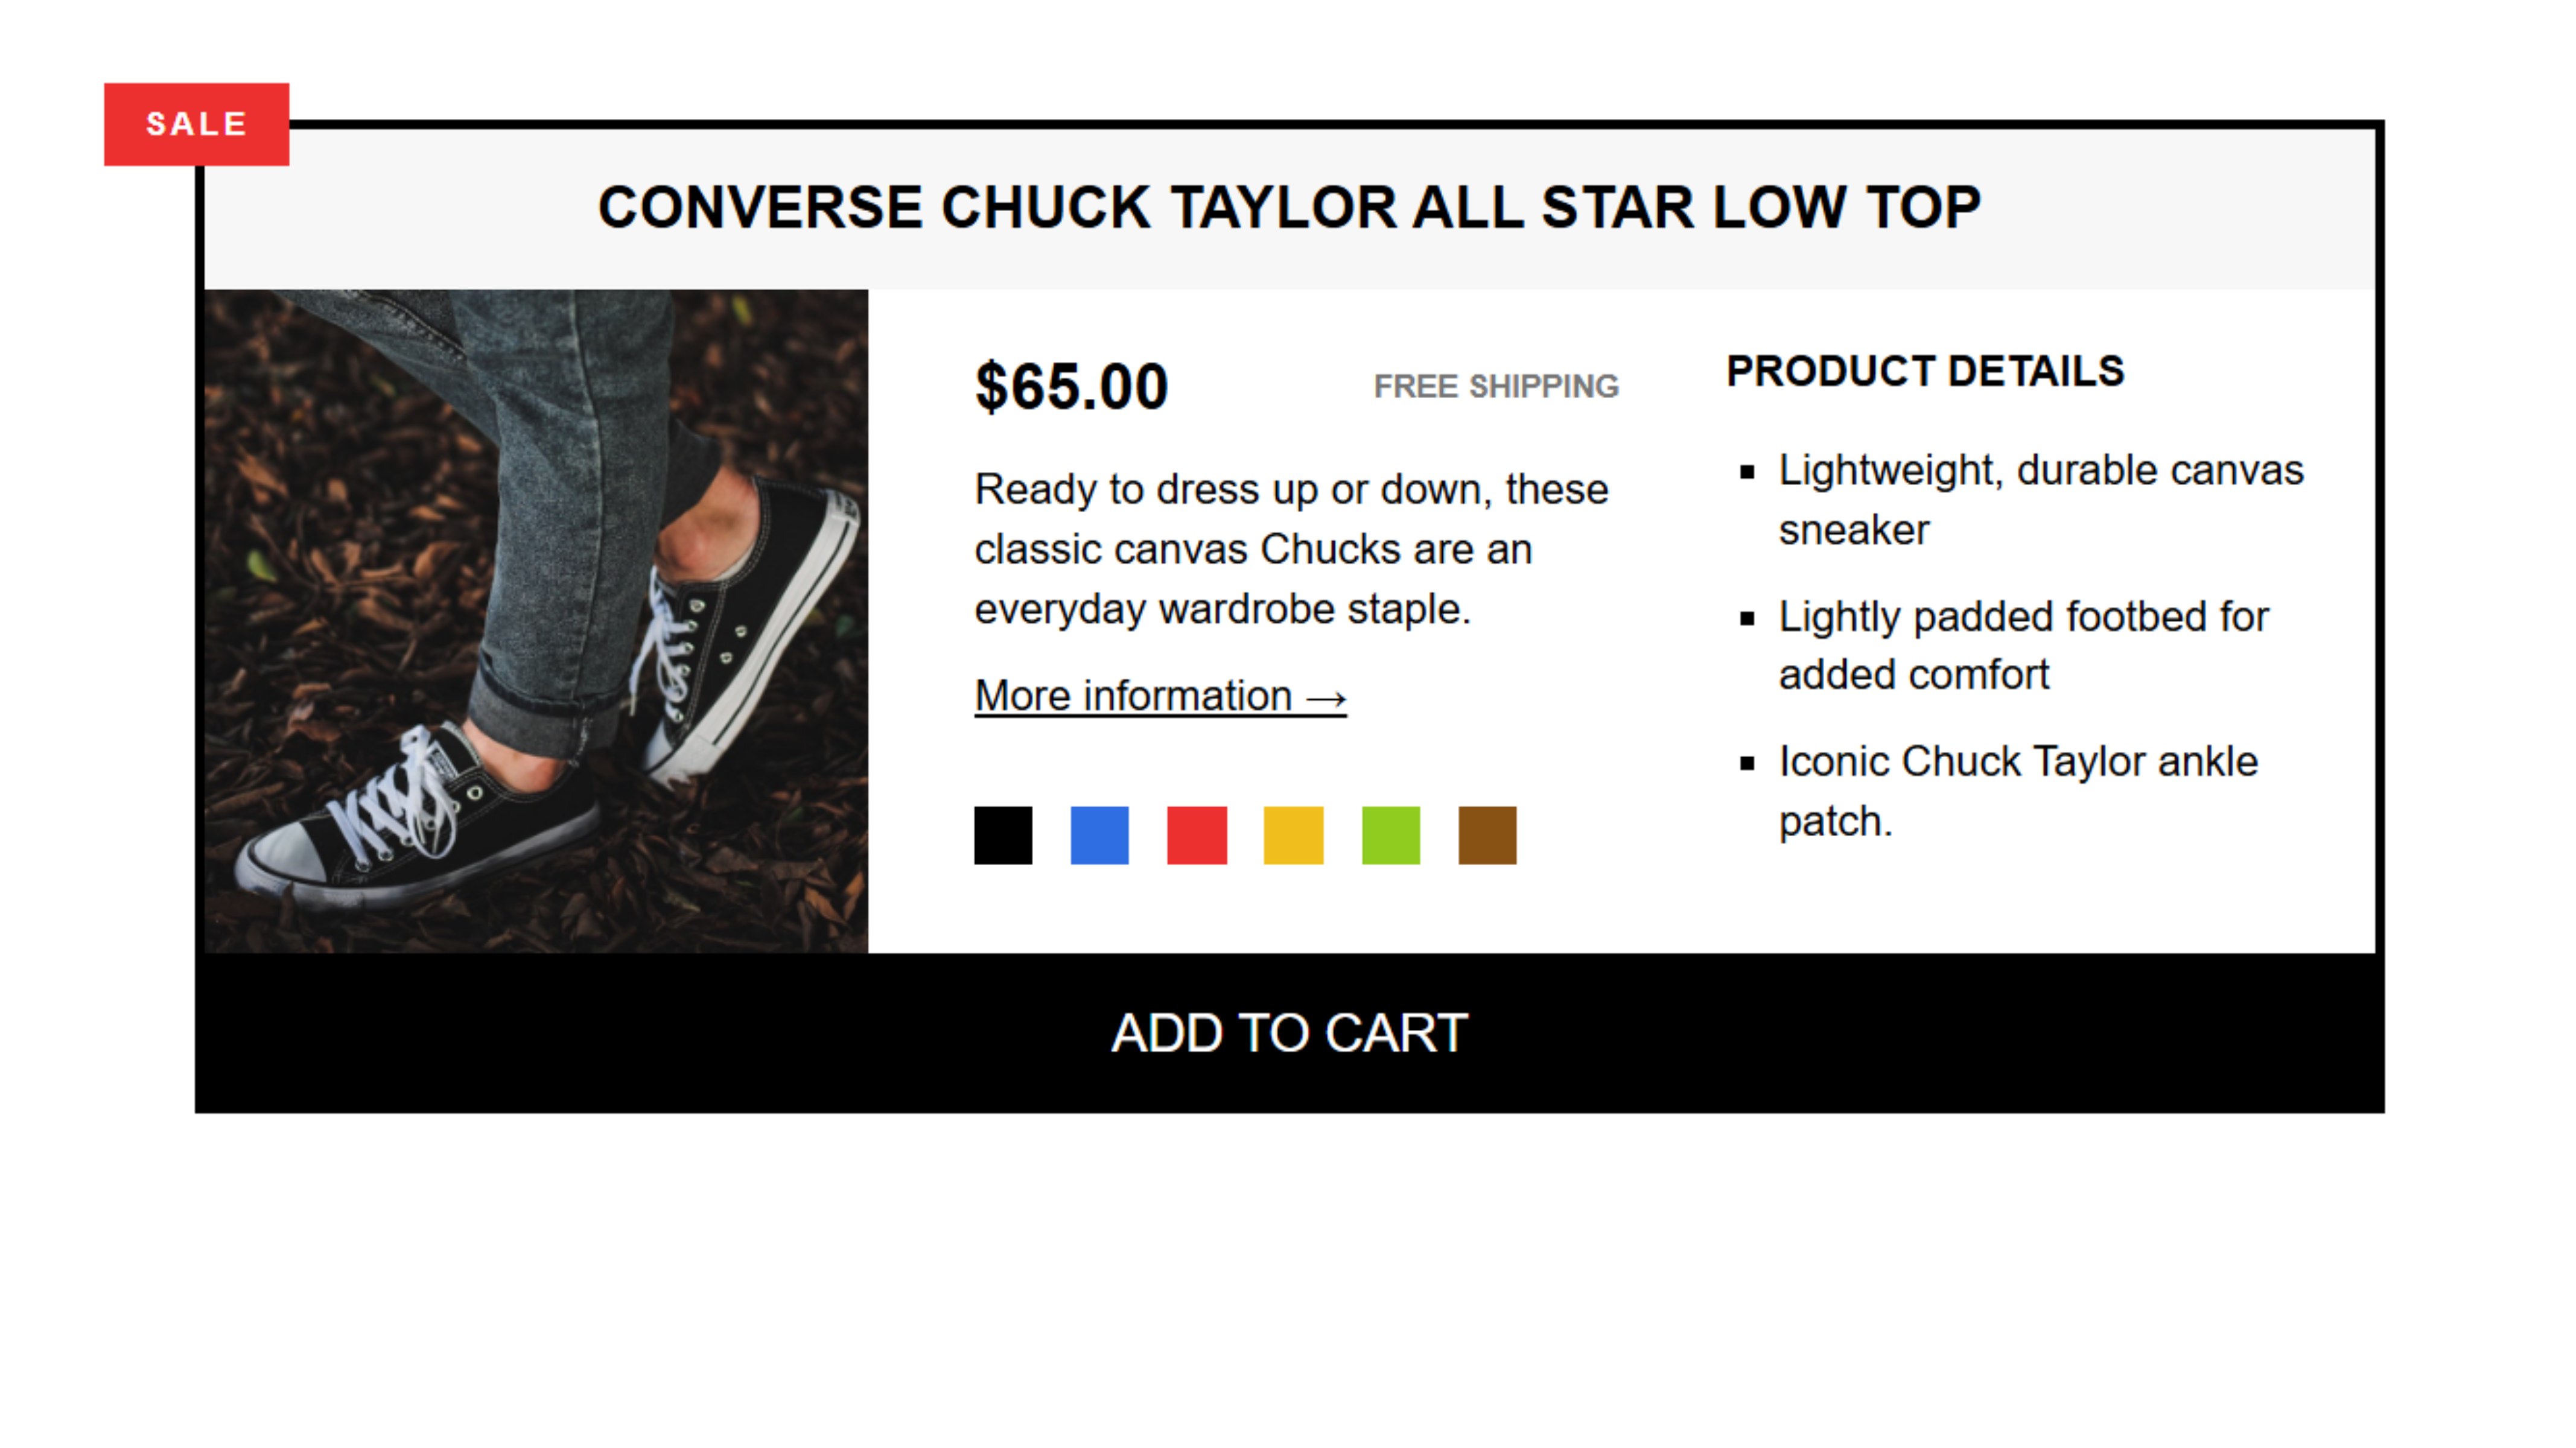 SALE
CONVERSE CHUCK TAYLOR ALL STAR LOW TOP
$65.00
FREE SHIPPING
Ready to dress up or down, these
classic canvas Chucks are an
everyday wardrobe staple.
More information →
PRODUCT DETAILS
▪ Lightweight, durable canvas
sneaker
▪ Lightly padded footbed for
added comfort
▪ Iconic Chuck Taylor ankle
patch.
ADD TO CART